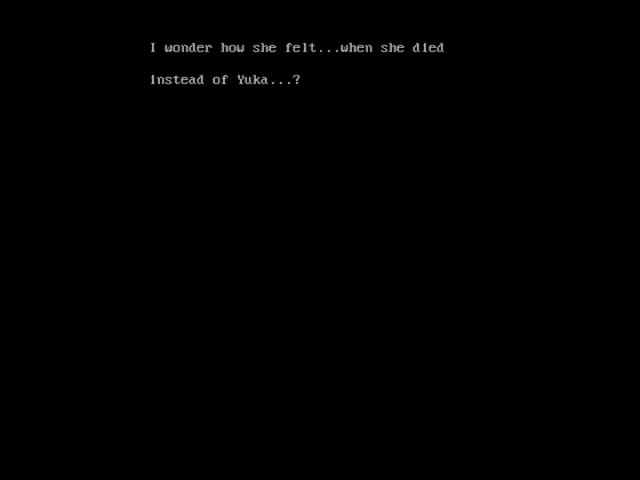 I wonder how she felt...when she died
instead of Yuka...?